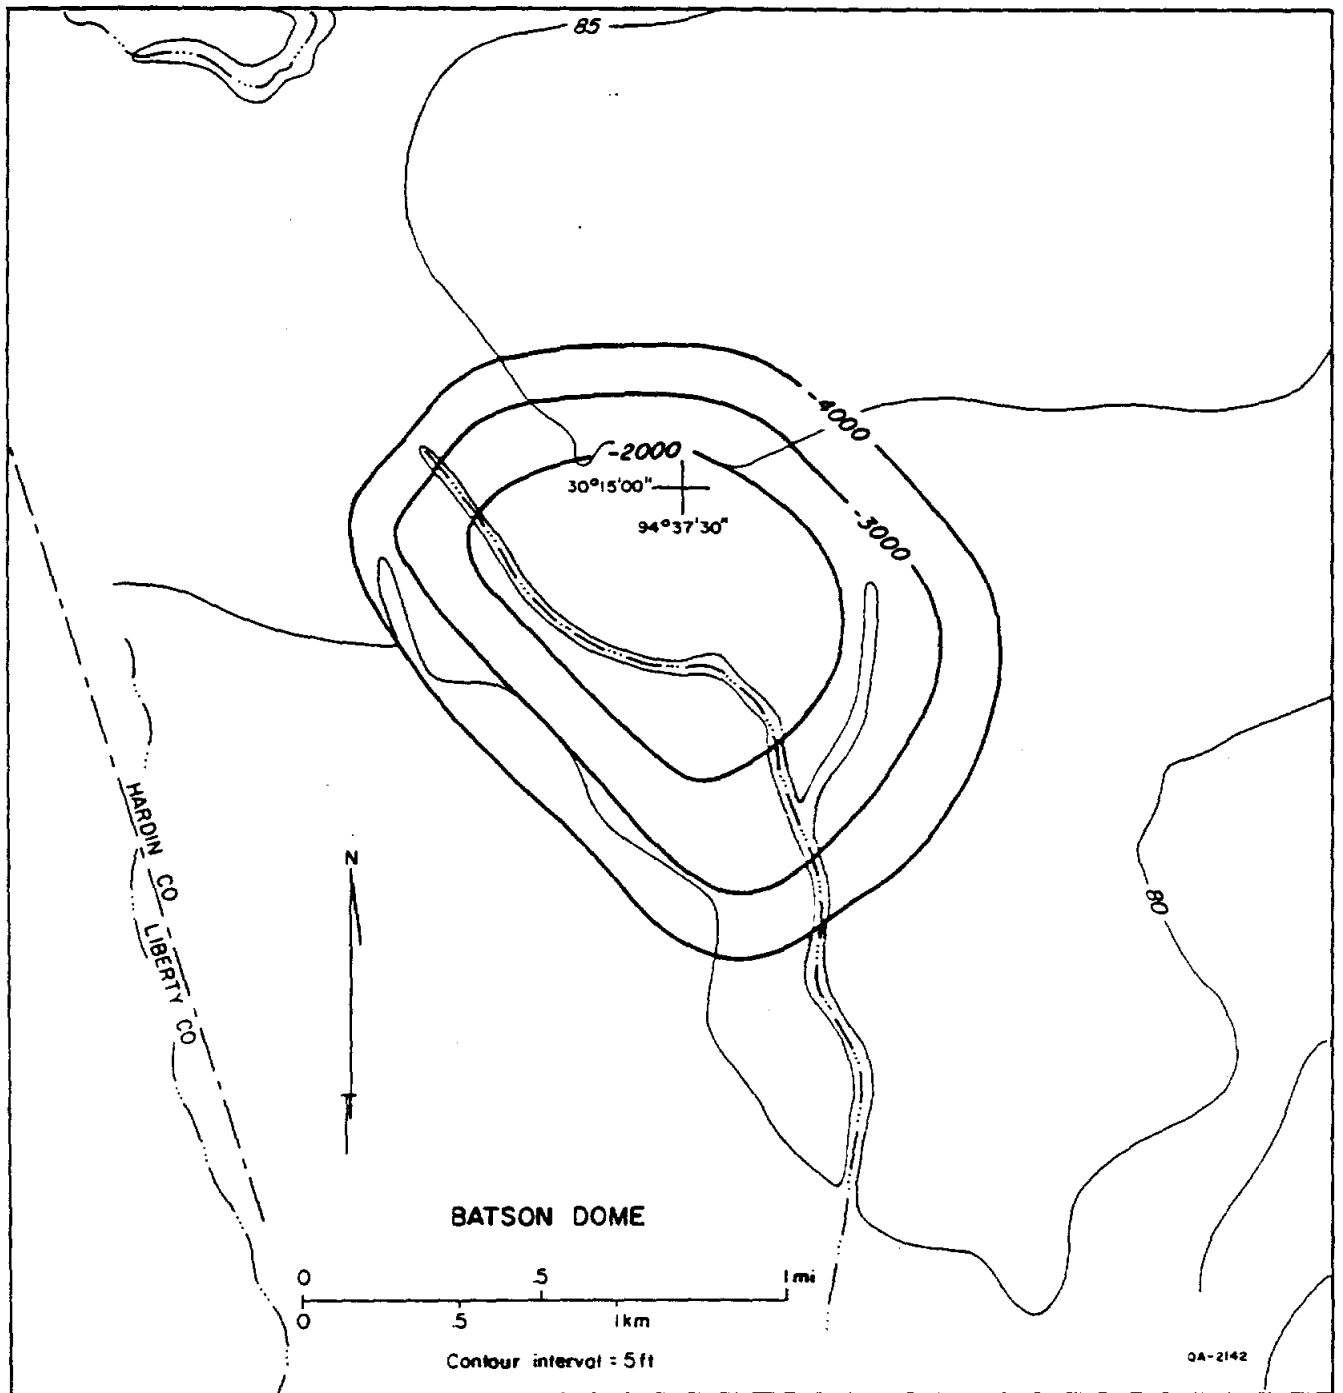 85
-4000
-2000
30°15'00"
94°37'30"
-3000
HARDIN CO
LIBERTY CO
N
80
BATSON DOME
0 .5 1 mi
0 .5 1 km
Contour interval = 5 ft
QA-2142